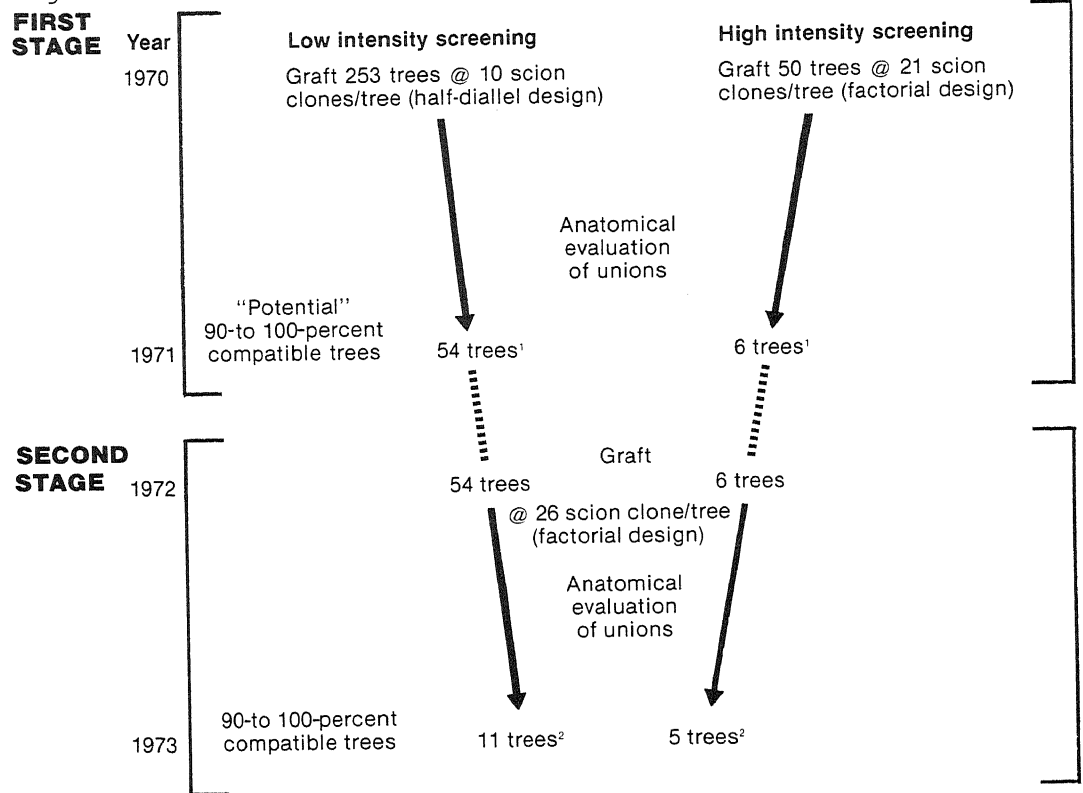 FIRST
STAGE
Year
1970
Low intensity screening
Graft 253 trees @ 10 scion
clones/tree (half-diallel design)
High intensity screening
Graft 50 trees @ 21 scion
clones/tree (factorial design)
Anatomical
evaluation
of unions
1971
"Potential"
90-to 100-percent
compatible trees
54 trees¹
6 trees¹
SECOND
STAGE
1972
Graft
54 trees
6 trees
@ 26 scion clone/tree
(factorial design)
Anatomical
evaluation
of unions
1973
90-to 100-percent
compatible trees
11 trees²
5 trees²